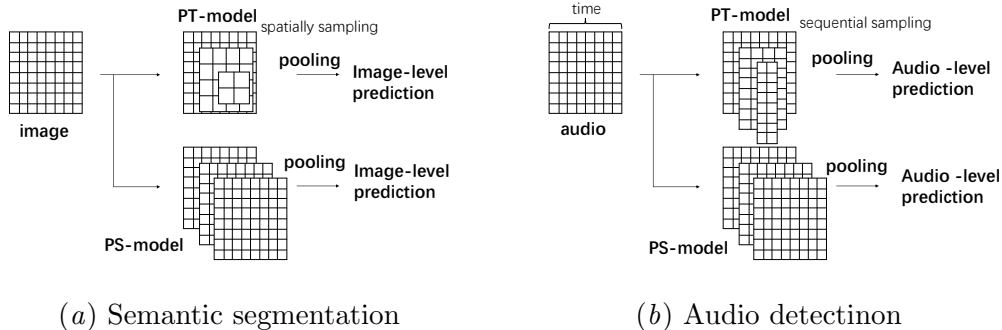 PT-model
spatially sampling
pooling
Image-level
prediction
image
pooling
Image-level
prediction
PS-model
(a) Semantic segmentation
time
PT-model
sequential sampling
pooling
Audio -level
prediction
audio
pooling
Audio -level
prediction
PS-model
(b) Audio detectinon